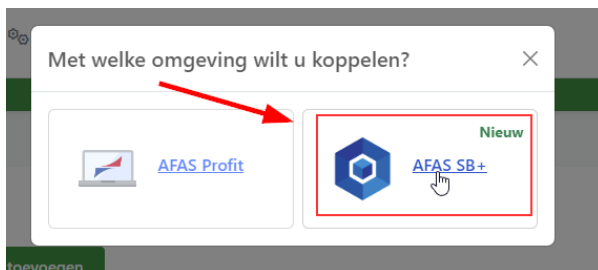 Met welke omgeving wilt u koppelen?
Nieuw
AFAS Profit
AFAS SB+
toevoegen